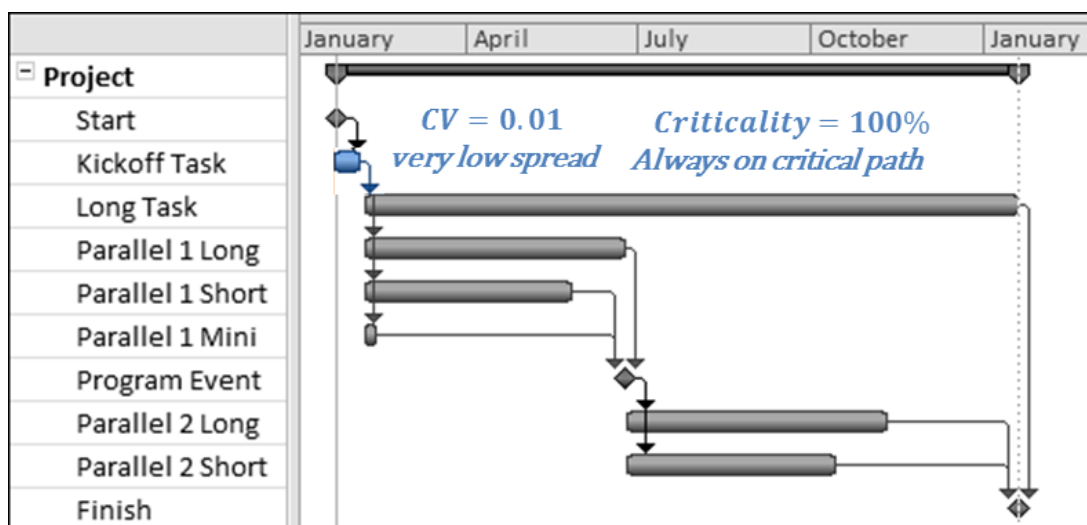 January April July October January
Project
Start
CV = 0.01 Criticality = 100%
very low spread Always on critical path
Kickoff Task
Long Task
Parallel 1 Long
Parallel 1 Short
Parallel 1 Mini
Program Event
Parallel 2 Long
Parallel 2 Short
Finish